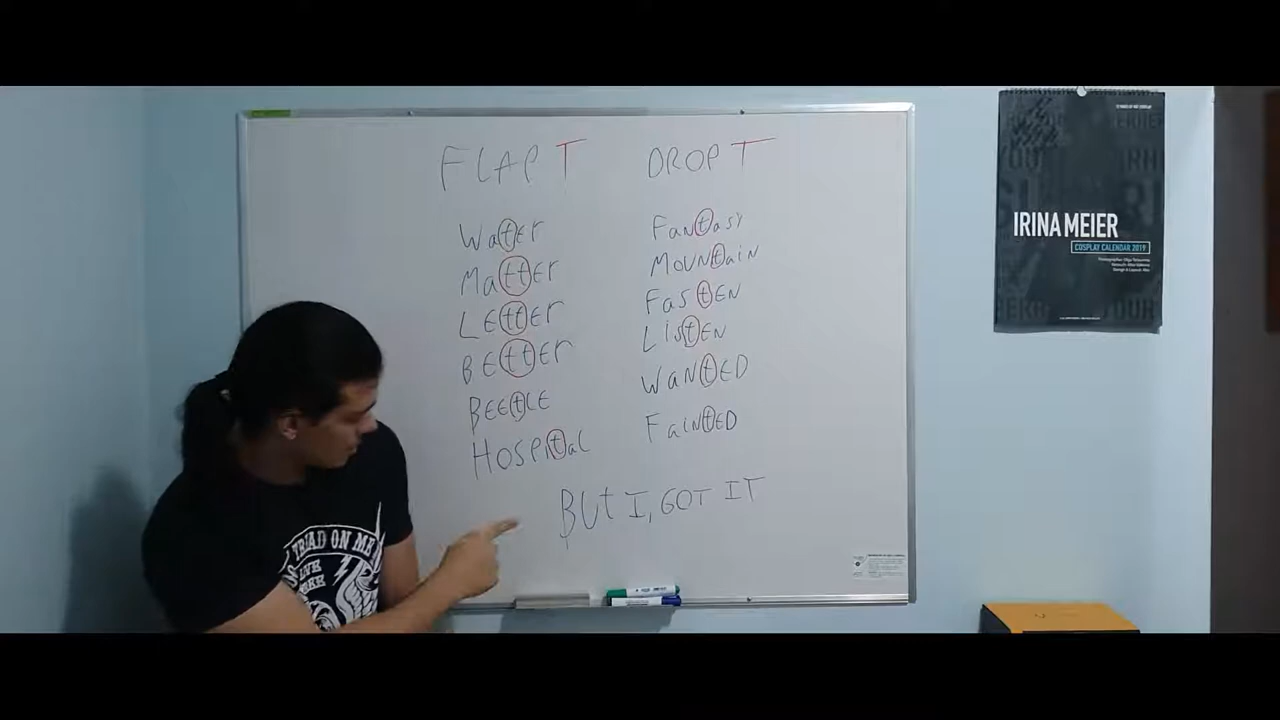 FLAP T
DROP T
WatEr
MattEr
LEttEr
BEttEr
BEEtLE
HOSPItaL
FaNtasy
MOUNtaiN
FastEN
LIstEN
WaNtED
FaiNtED
BUt I, GOT IT
TRIAD ON ME
IRINA MEIER
COSPLAY CALENDAR 2019